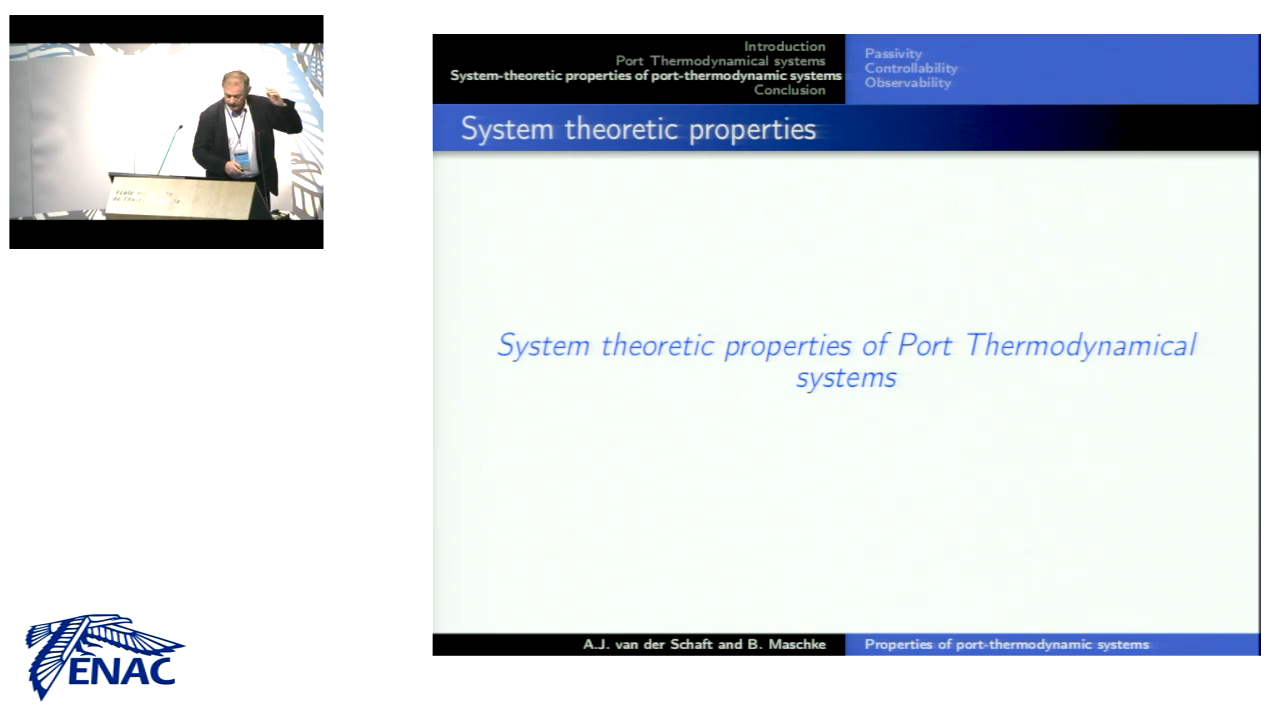 Introduction
Port Thermodynamical systems
System-theoretic properties of port-thermodynamic systems
Conclusion
Passivity
Controllability
Observability
System theoretic properties
System theoretic properties of Port Thermodynamical
systems
A.J. van der Schaft and B. Maschke
Properties of port-thermodynamic systems
ENAC